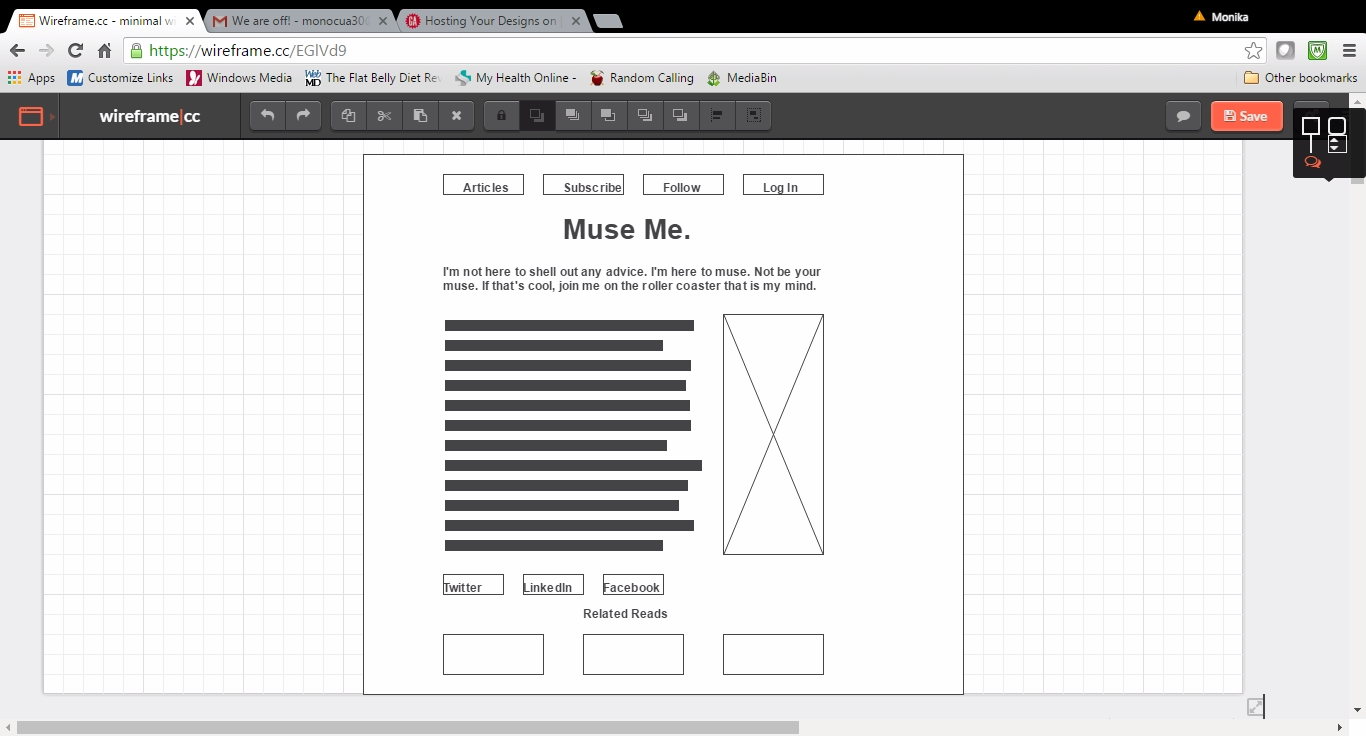 Monika
Wireframe.cc - minimal wi
We are off! - monocua30
Hosting Your Designs on
https://wireframe.cc/EGlVd9
Apps
Customize Links
Windows Media
Web MD
The Flat Belly Diet Re
My Health Online -
Random Calling
MediaBin
Other bookmarks
wireframe|cc
Save
Articles
Subscribe
Follow
Log In
Muse Me.
I'm not here to shell out any advice. I'm here to muse. Not be your
muse. If that's cool, join me on the roller coaster that is my mind.
Twitter
LinkedIn
Facebook
Related Reads